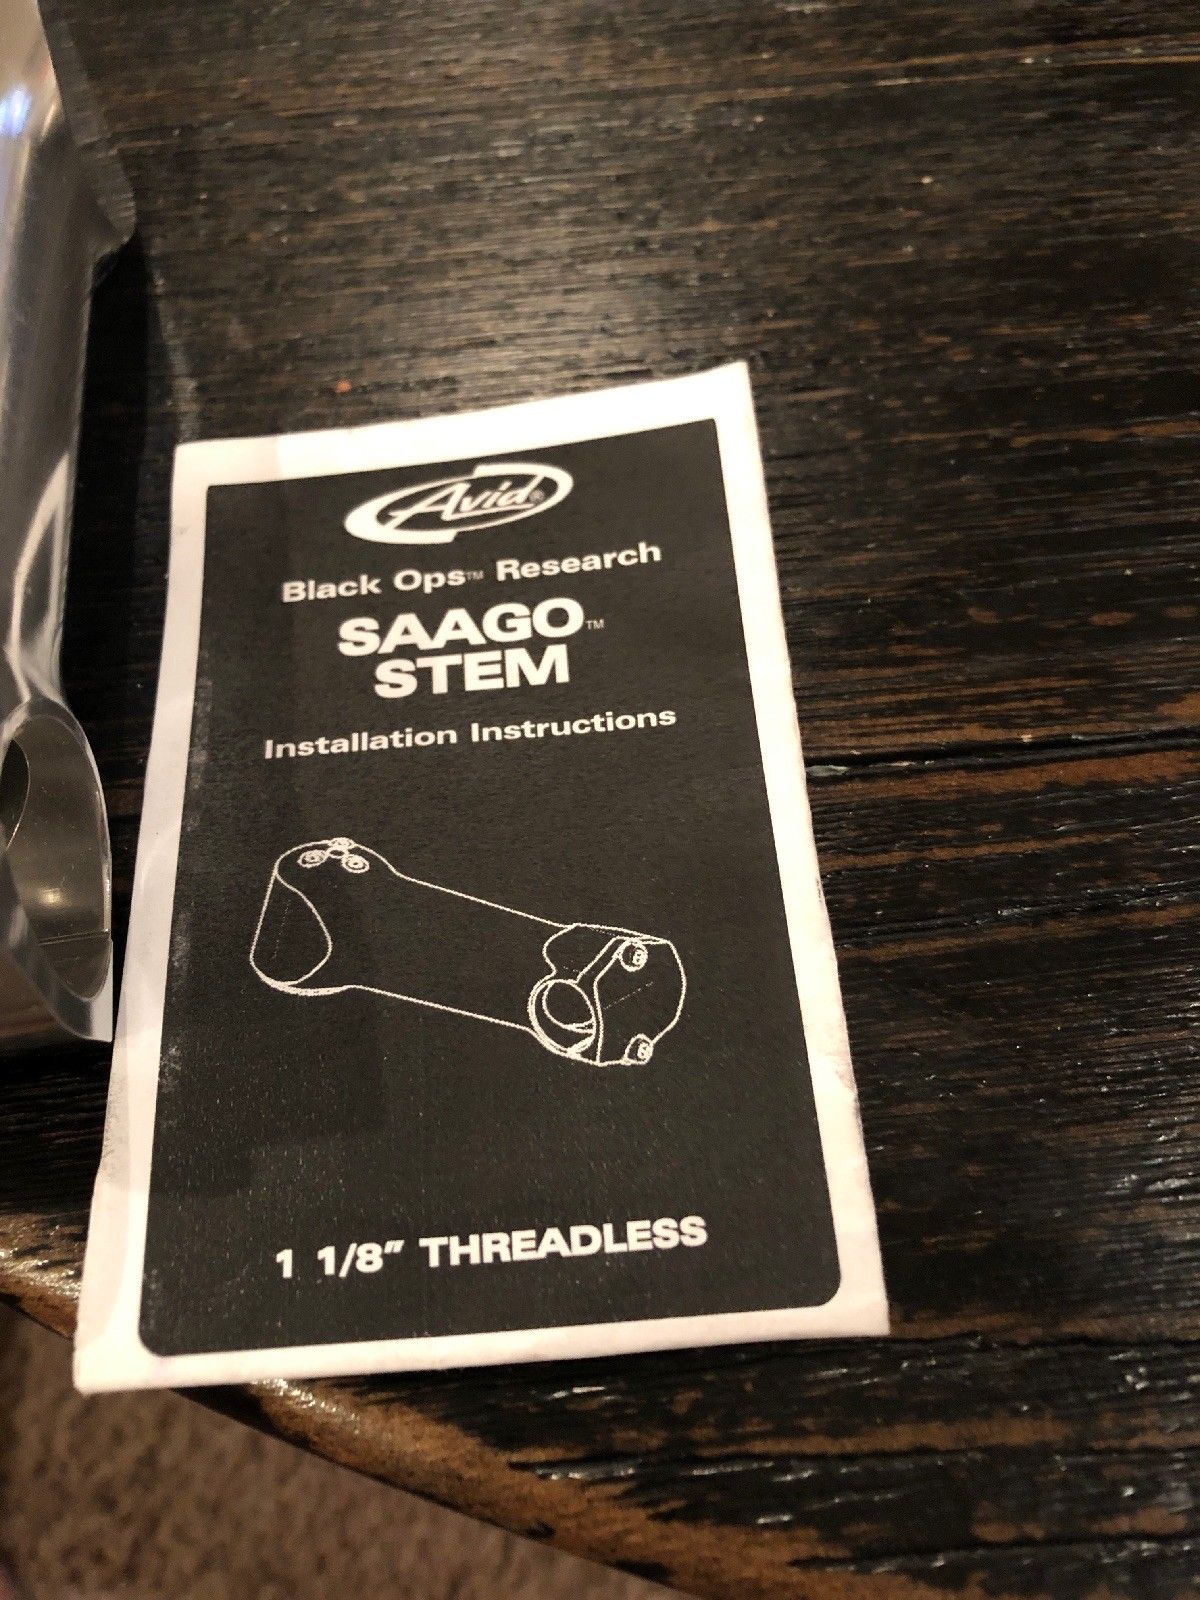 Avid®
Black Ops™ Research
SAAGO™
STEM
Installation Instructions
1 1/8" THREADLESS